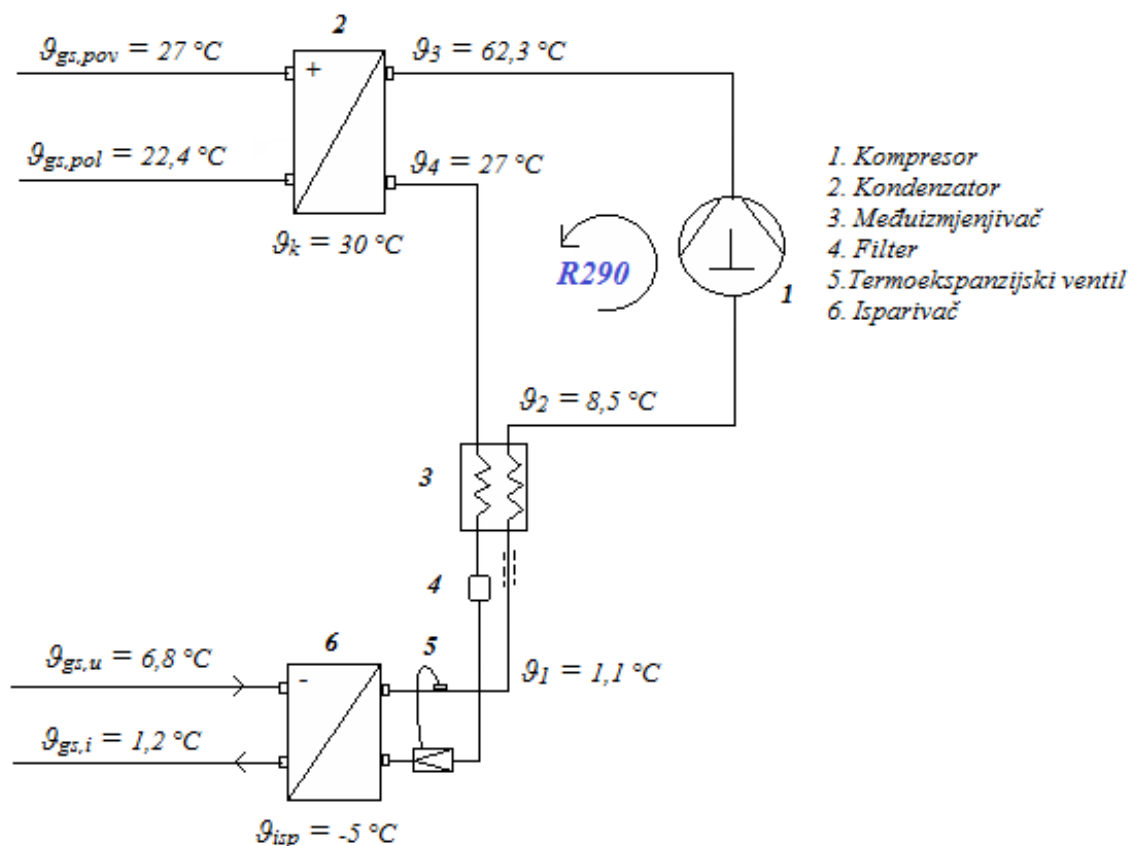 2
ϑgs,pov = 27 °C
ϑ3 = 62,3 °C
+
ϑgs,pol = 22,4 °C
ϑ4 = 27 °C
ϑk = 30 °C
R290
1
1. Kompresor
2. Kondenzator
3. Međuizmjenjivač
4. Filter
5.Termoekspanzijski ventil
6. Isparivač
ϑ2 = 8,5 °C
3
4
6
5
ϑgs,u = 6,8 °C
-
ϑ1 = 1,1 °C
ϑgs,i = 1,2 °C
ϑisp = -5 °C